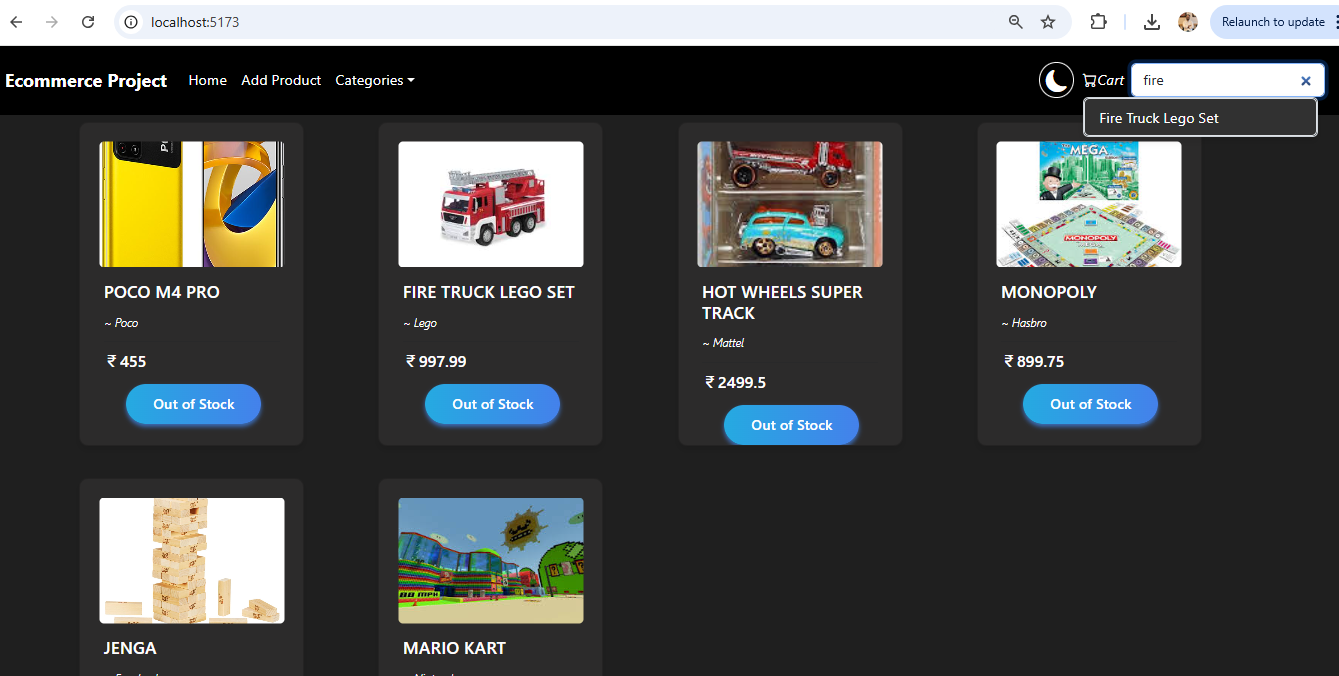 localhost:5173
Relaunch to update
Ecommerce Project
Home
Add Product
Categories
Cart
fire
Fire Truck Lego Set
MEGA
MONOPOLY
POCO M4 PRO
~ Poco
₹ 455
Out of Stock
FIRE TRUCK LEGO SET
~ Lego
₹ 997.99
Out of Stock
HOT WHEELS SUPER
TRACK
~ Mattel
₹ 2499.5
Out of Stock
MONOPOLY
~ Hasbro
₹ 899.75
Out of Stock
JENGA
MARIO KART